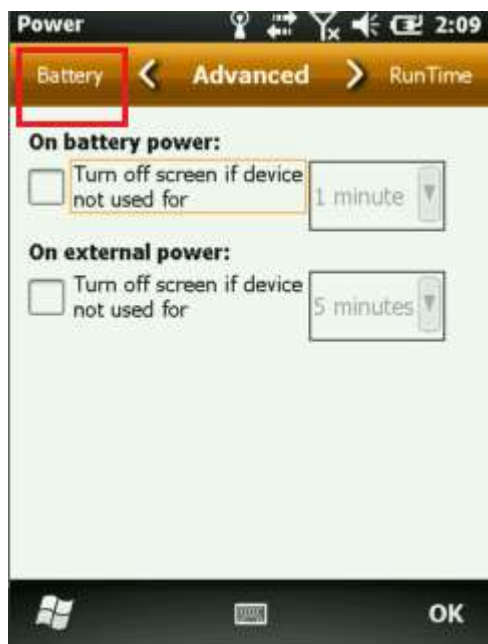 Power 2:09
Battery Advanced RunTime
On battery power:
Turn off screen if device
not used for
1 minute
On external power:
Turn off screen if device
not used for
5 minutes
OK